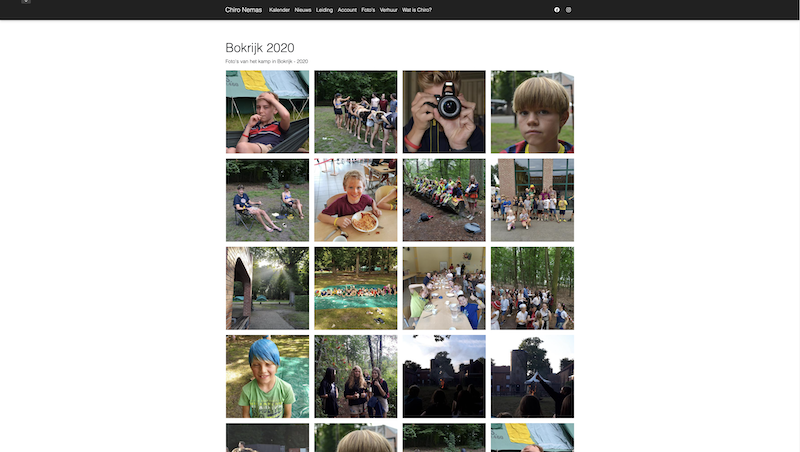 Chiro Nemas Kalender Nieuws Leiding Account Foto's Verhuur Wat is Chiro?
Bokrijk 2020
Foto's van het kamp in Bokrijk - 2020